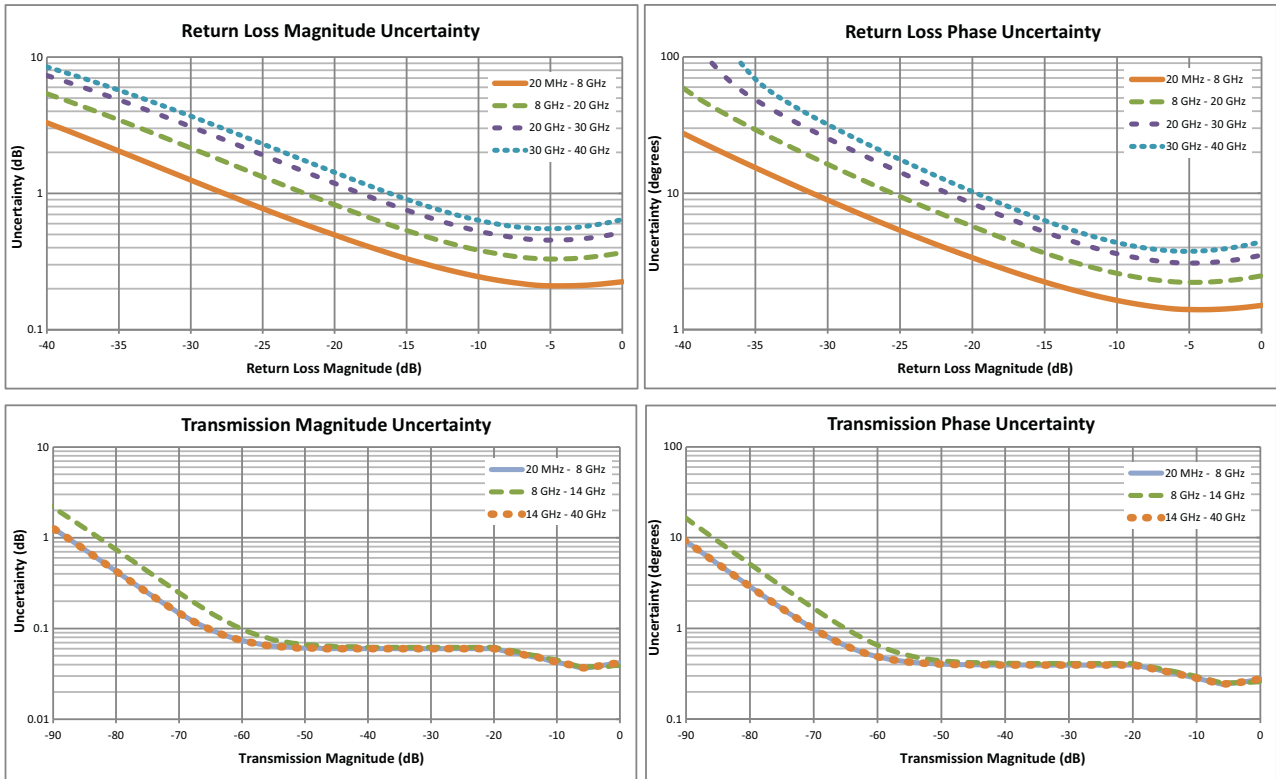 Return Loss Magnitude Uncertainty
10
1
0.1
Uncertainty (dB)
20 MHz - 8 GHz
8 GHz - 20 GHz
20 GHz - 30 GHz
30 GHz - 40 GHz
-40 -35 -30 -25 -20 -15 -10 -5 0
Return Loss Magnitude (dB)
Return Loss Phase Uncertainty
100
10
1
Uncertainty (degrees)
20 MHz - 8 GHz
8 GHz - 20 GHz
20 GHz - 30 GHz
30 GHz - 40 GHz
-40 -35 -30 -25 -20 -15 -10 -5 0
Return Loss Magnitude (dB)
Transmission Magnitude Uncertainty
10
1
0.1
0.01
Uncertainty (dB)
20 MHz - 8 GHz
8 GHz - 14 GHz
14 GHz - 40 GHz
-90 -80 -70 -60 -50 -40 -30 -20 -10 0
Transmission Magnitude (dB)
Transmission Phase Uncertainty
100
10
1
0.1
Uncertainty (degrees)
20 MHz - 8 GHz
8 GHz - 14 GHz
14 GHz - 40 GHz
-90 -80 -70 -60 -50 -40 -30 -20 -10 0
Transmission Magnitude (dB)